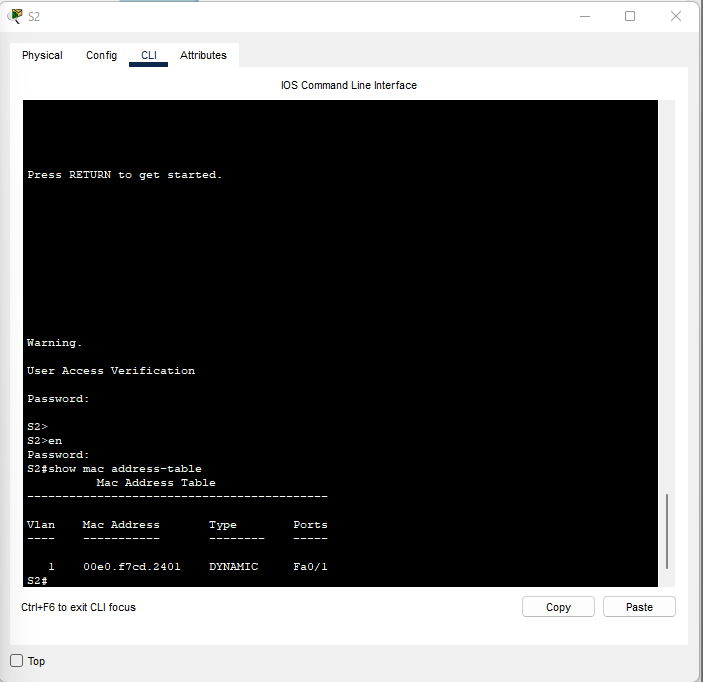 S2
Physical Config CLI Attributes
IOS Command Line Interface
Press RETURN to get started.
Warning.
User Access Verification
Password:
S2>
S2>en
Password:
S2#show mac address-table
Mac Address Table
-------------------------------------------
Vlan Mac Address Type Ports
---- ----------- -------- -----
1 00e0.f7cd.2401 DYNAMIC Fa0/1
S2#
Ctrl+F6 to exit CLI focus
Copy Paste
Top